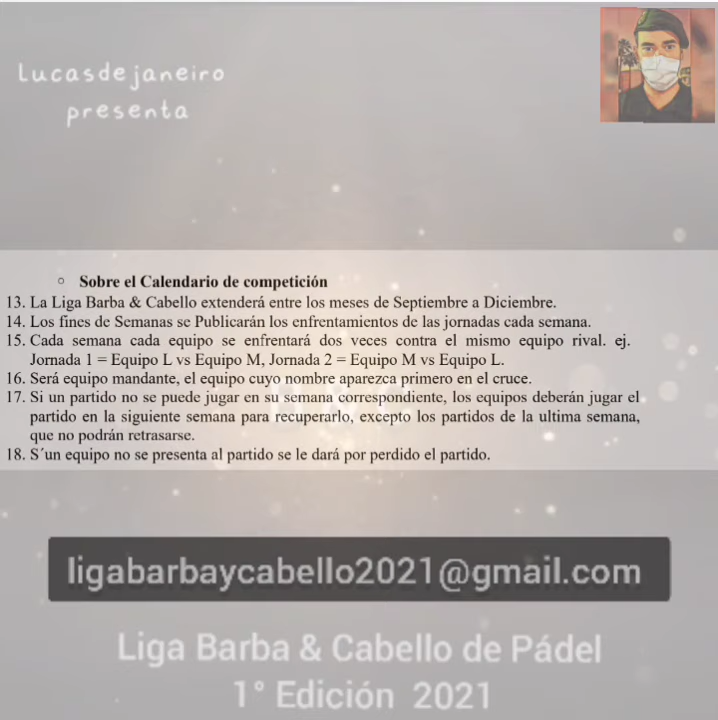 Lucasdejaneiro
presenta
○ Sobre el Calendario de competición
13. La Liga Barba & Cabello extenderá entre los meses de Septiembre a Diciembre.
14. Los fines de Semanas se Publicarán los enfrentamientos de las jornadas cada semana.
15. Cada semana cada equipo se enfrentará dos veces contra el mismo equipo rival. ej.
Jornada 1 = Equipo L vs Equipo M, Jornada 2 = Equipo M vs Equipo L.
16. Será equipo mandante, el equipo cuyo nombre aparezca primero en el cruce.
17. Si un partido no se puede jugar en su semana correspondiente, los equipos deberán jugar el
partido en la siguiente semana para recuperarlo, excepto los partidos de la ultima semana,
que no podrán retrasarse.
18. S´un equipo no se presenta al partido se le dará por perdido el partido.
ligabarbaycabello2021@gmail.com
Liga Barba & Cabello de Pádel
1° Edición 2021